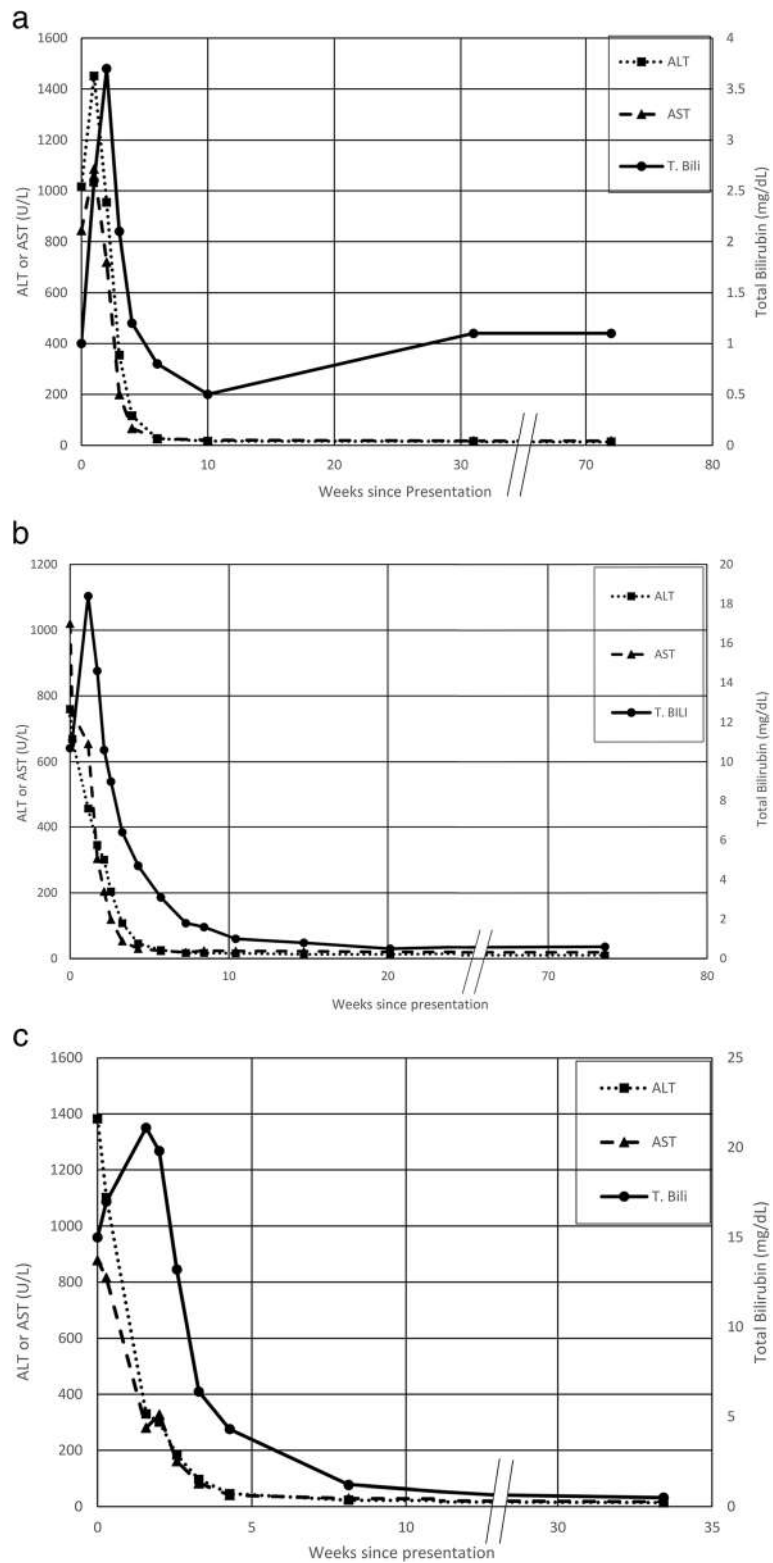 a
1600
1400
1200
1000
800
600
400
200
0
ALT or AST (U/L)
4
3.5
3
2.5
2
1.5
1
0.5
0
Total Bilirubin (mg/dL)
ALT
AST
T. Bili
0 10 20 30 70 80
Weeks since Presentation
b
1200
1000
800
600
400
200
0
ALT or AST (U/L)
20
18
16
14
12
10
8
6
4
2
0
Total Bilirubin (mg/dL)
ALT
AST
T. BILI
0 10 20 70 80
Weeks since presentation
c
1600
1400
1200
1000
800
600
400
200
0
ALT or AST (U/L)
25
20
15
10
5
0
Total Bilirubin (mg/dL)
ALT
AST
T. Bili
0 5 10 30 35
Weeks since presentation